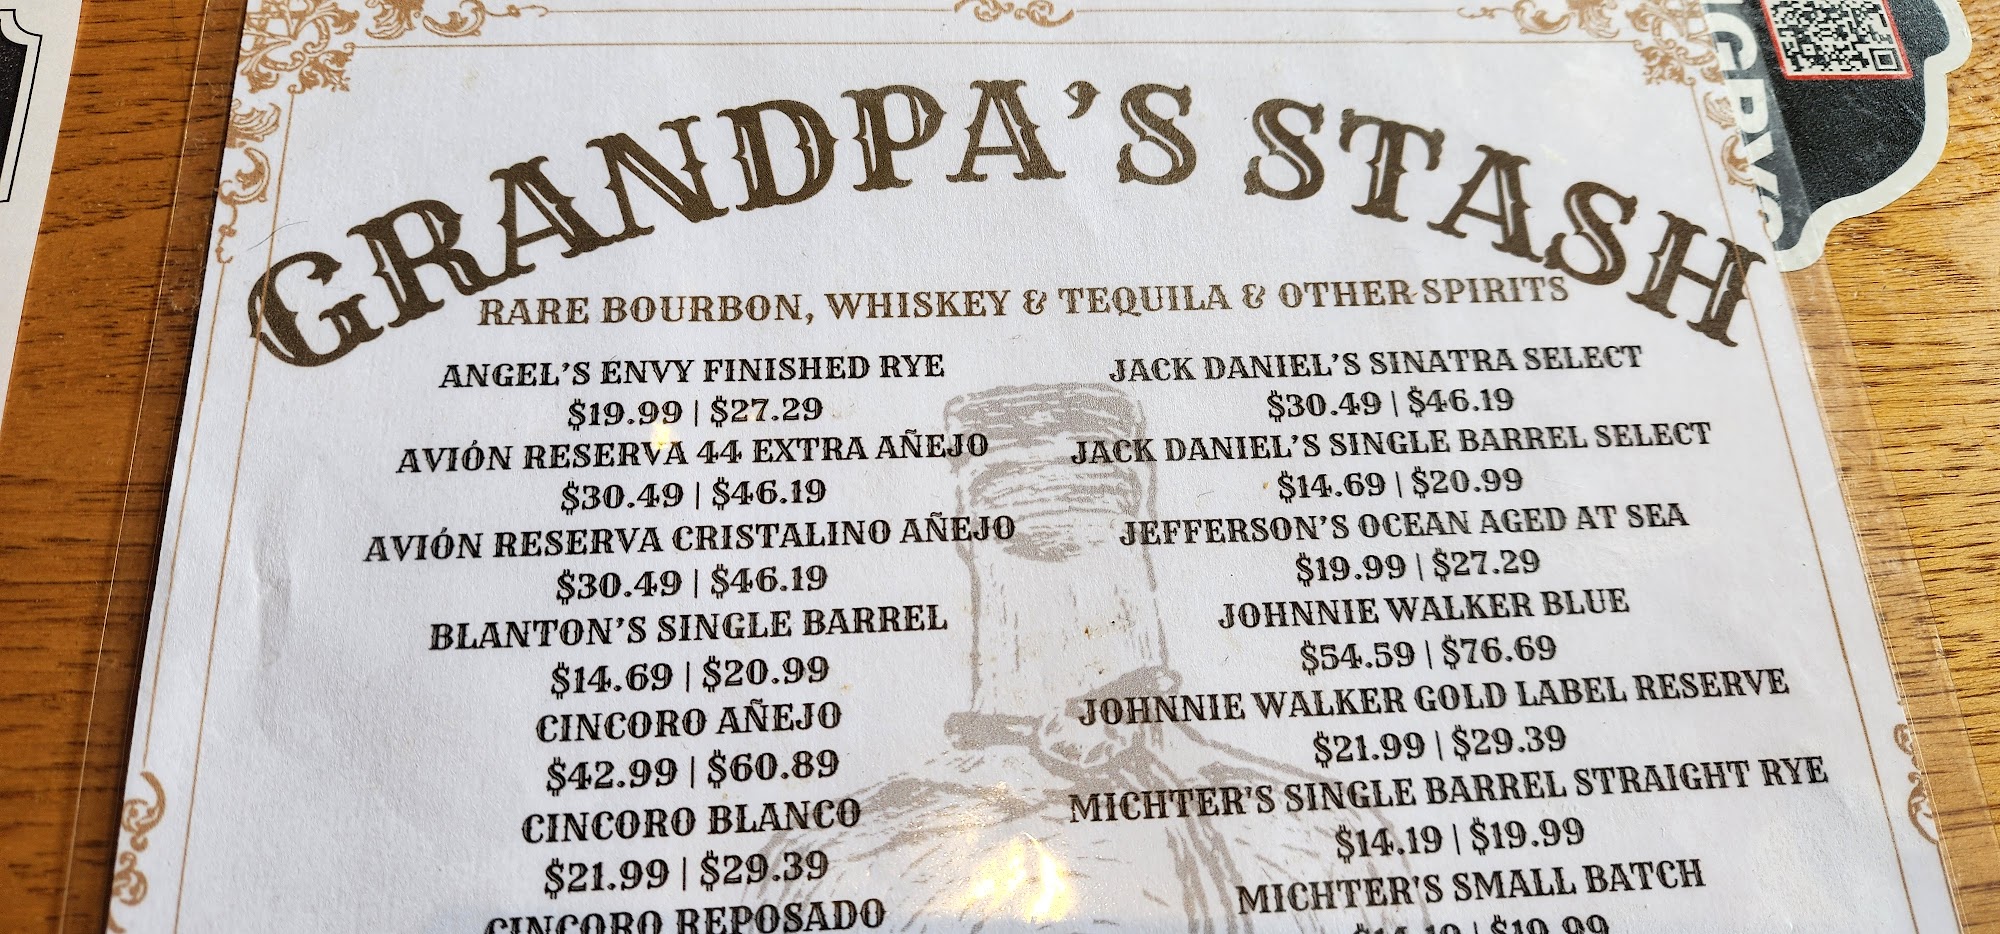 GRANDPA'S STASH
RARE BOURBON, WHISKEY & TEQUILA & OTHER SPIRITS
ANGEL'S ENVY FINISHED RYE
$19.99 | $27.29
AVIÓN RESERVA 44 EXTRA AÑEJO
$30.49 | $46.19
AVIÓN RESERVA CRISTALINO AÑEJO
$30.49 | $46.19
BLANTON'S SINGLE BARREL
$14.69 | $20.99
CINCORO AÑEJO
$42.99 | $60.89
CINCORO BLANCO
$21.99 | $29.39
CINCORO REPOSADO
JACK DANIEL'S SINATRA SELECT
$30.49 | $46.19
JACK DANIEL'S SINGLE BARREL SELECT
$14.69 | $20.99
JEFFERSON'S OCEAN AGED AT SEA
$19.99 | $27.29
JOHNNIE WALKER BLUE
$54.59 | $76.69
JOHNNIE WALKER GOLD LABEL RESERVE
$21.99 | $29.39
MICHTER'S SINGLE BARREL STRAIGHT RYE
$14.19 | $19.99
MICHTER'S SMALL BATCH
$14.19 | $19.99